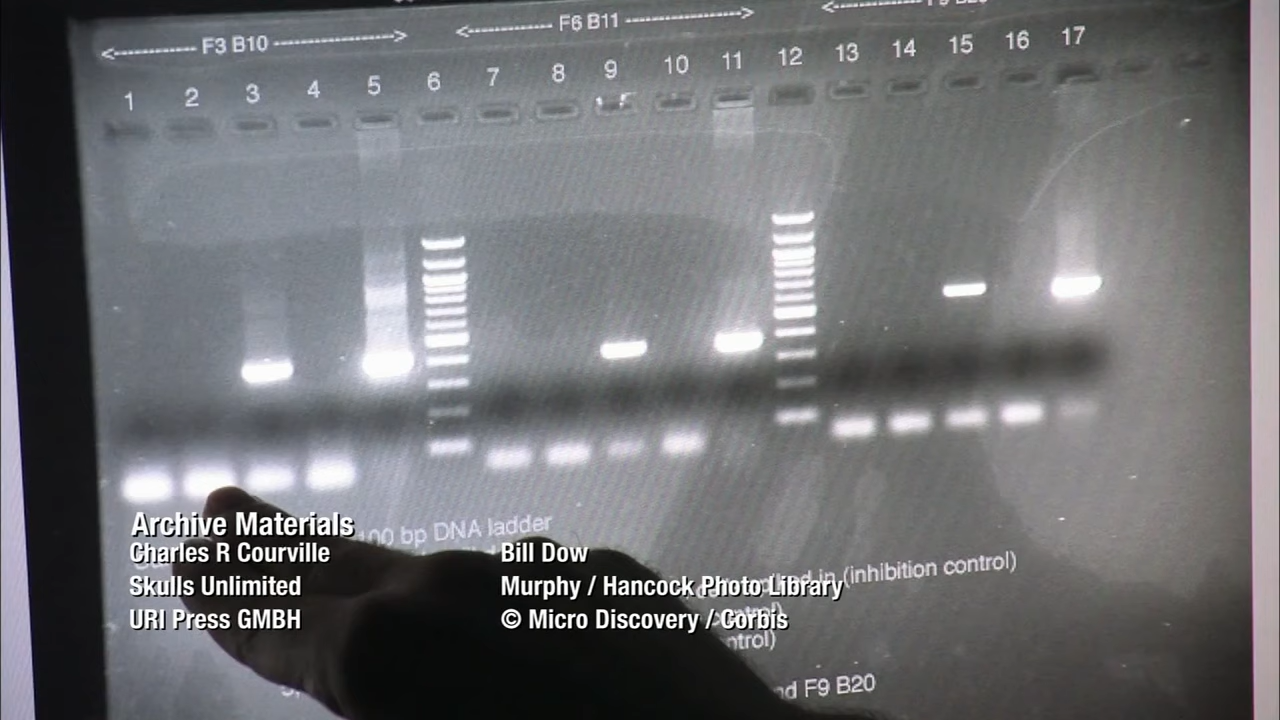 F3 B10
F6 B11
1 2 3 4 5 6 7 8 9 10 11 12 13 14 15 16 17
Archive Materials
100 bp DNA ladder
Charles R Courville
Bill Dow
in (inhibition control)
Skulls Unlimited
Murphy / Hancock Photo Library
URI Press GMBH
© Micro Discovery / Corbis
F9 B20